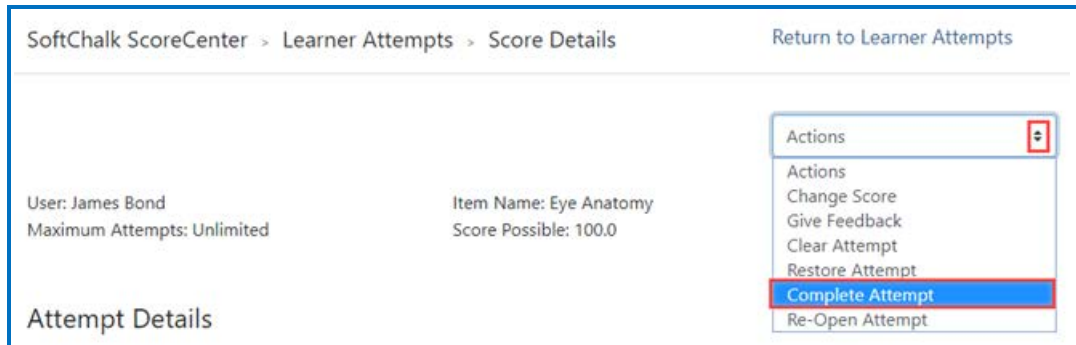 SoftChalk ScoreCenter > Learner Attempts > Score Details
Return to Learner Attempts
Actions
Actions
Change Score
Give Feedback
Clear Attempt
Restore Attempt
Complete Attempt
Re-Open Attempt
User: James Bond
Item Name: Eye Anatomy
Maximum Attempts: Unlimited
Score Possible: 100.0
Attempt Details